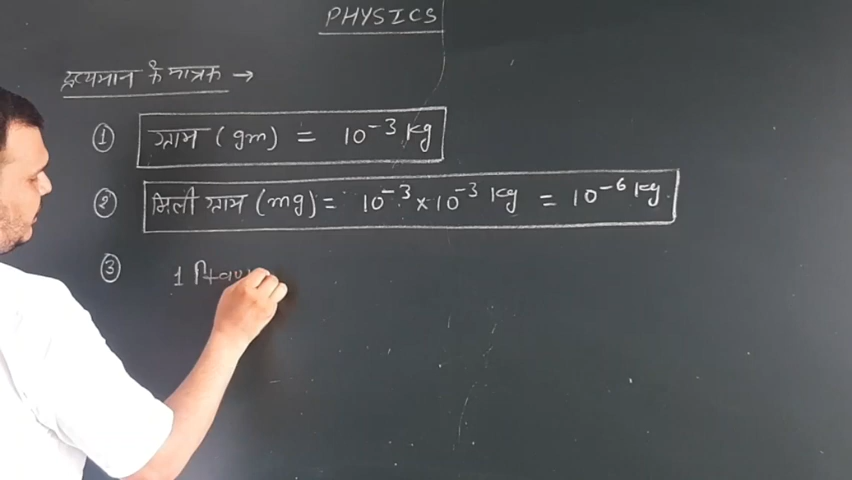 PHYSICS
द्रव्यमान के मात्रक →
① ग्राम (gm) = 10⁻³ kg
② मिली ग्राम (mg) = 10⁻³ × 10⁻³ kg = 10⁻⁶ kg
③ 1